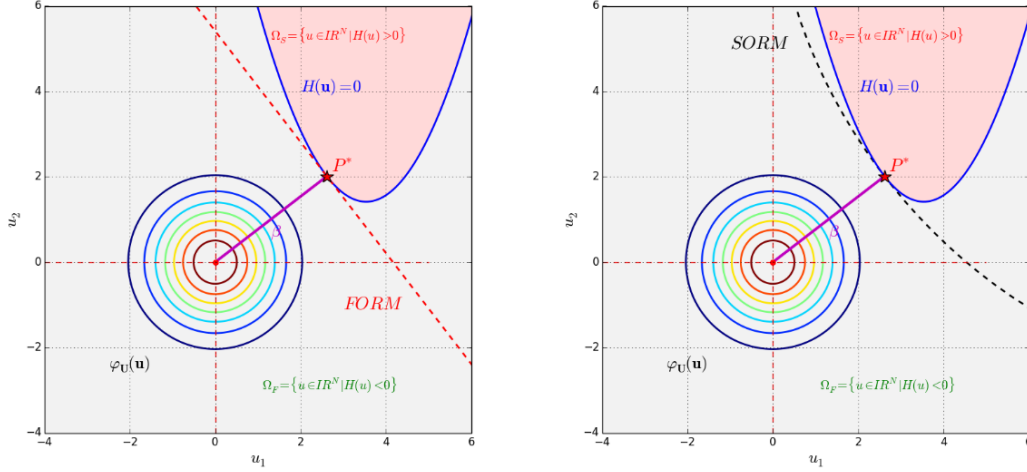 Ω_S={u∈IR^N|H(u)>0}
H(𝐮)=0
P*
β
FORM
φ_𝐔(𝐮)
Ω_F={u∈IR^N|H(u)<0}
6
4
2
0
−2
−4
−4
−2
0
2
4
6
u_2
u_1
Ω_S={u∈IR^N|H(u)>0}
SORM
H(𝐮)=0
P*
β
φ_𝐔(𝐮)
Ω_F={u∈IR^N|H(u)<0}
6
4
2
0
−2
−4
−4
−2
0
2
4
6
u_2
u_1